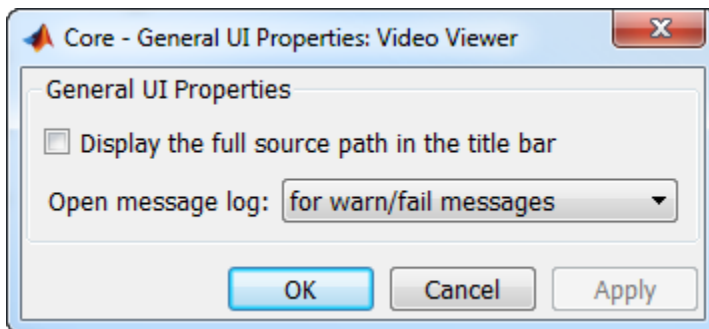 Core - General UI Properties: Video Viewer
General UI Properties
Display the full source path in the title bar
Open message log: for warn/fail messages
OK Cancel Apply